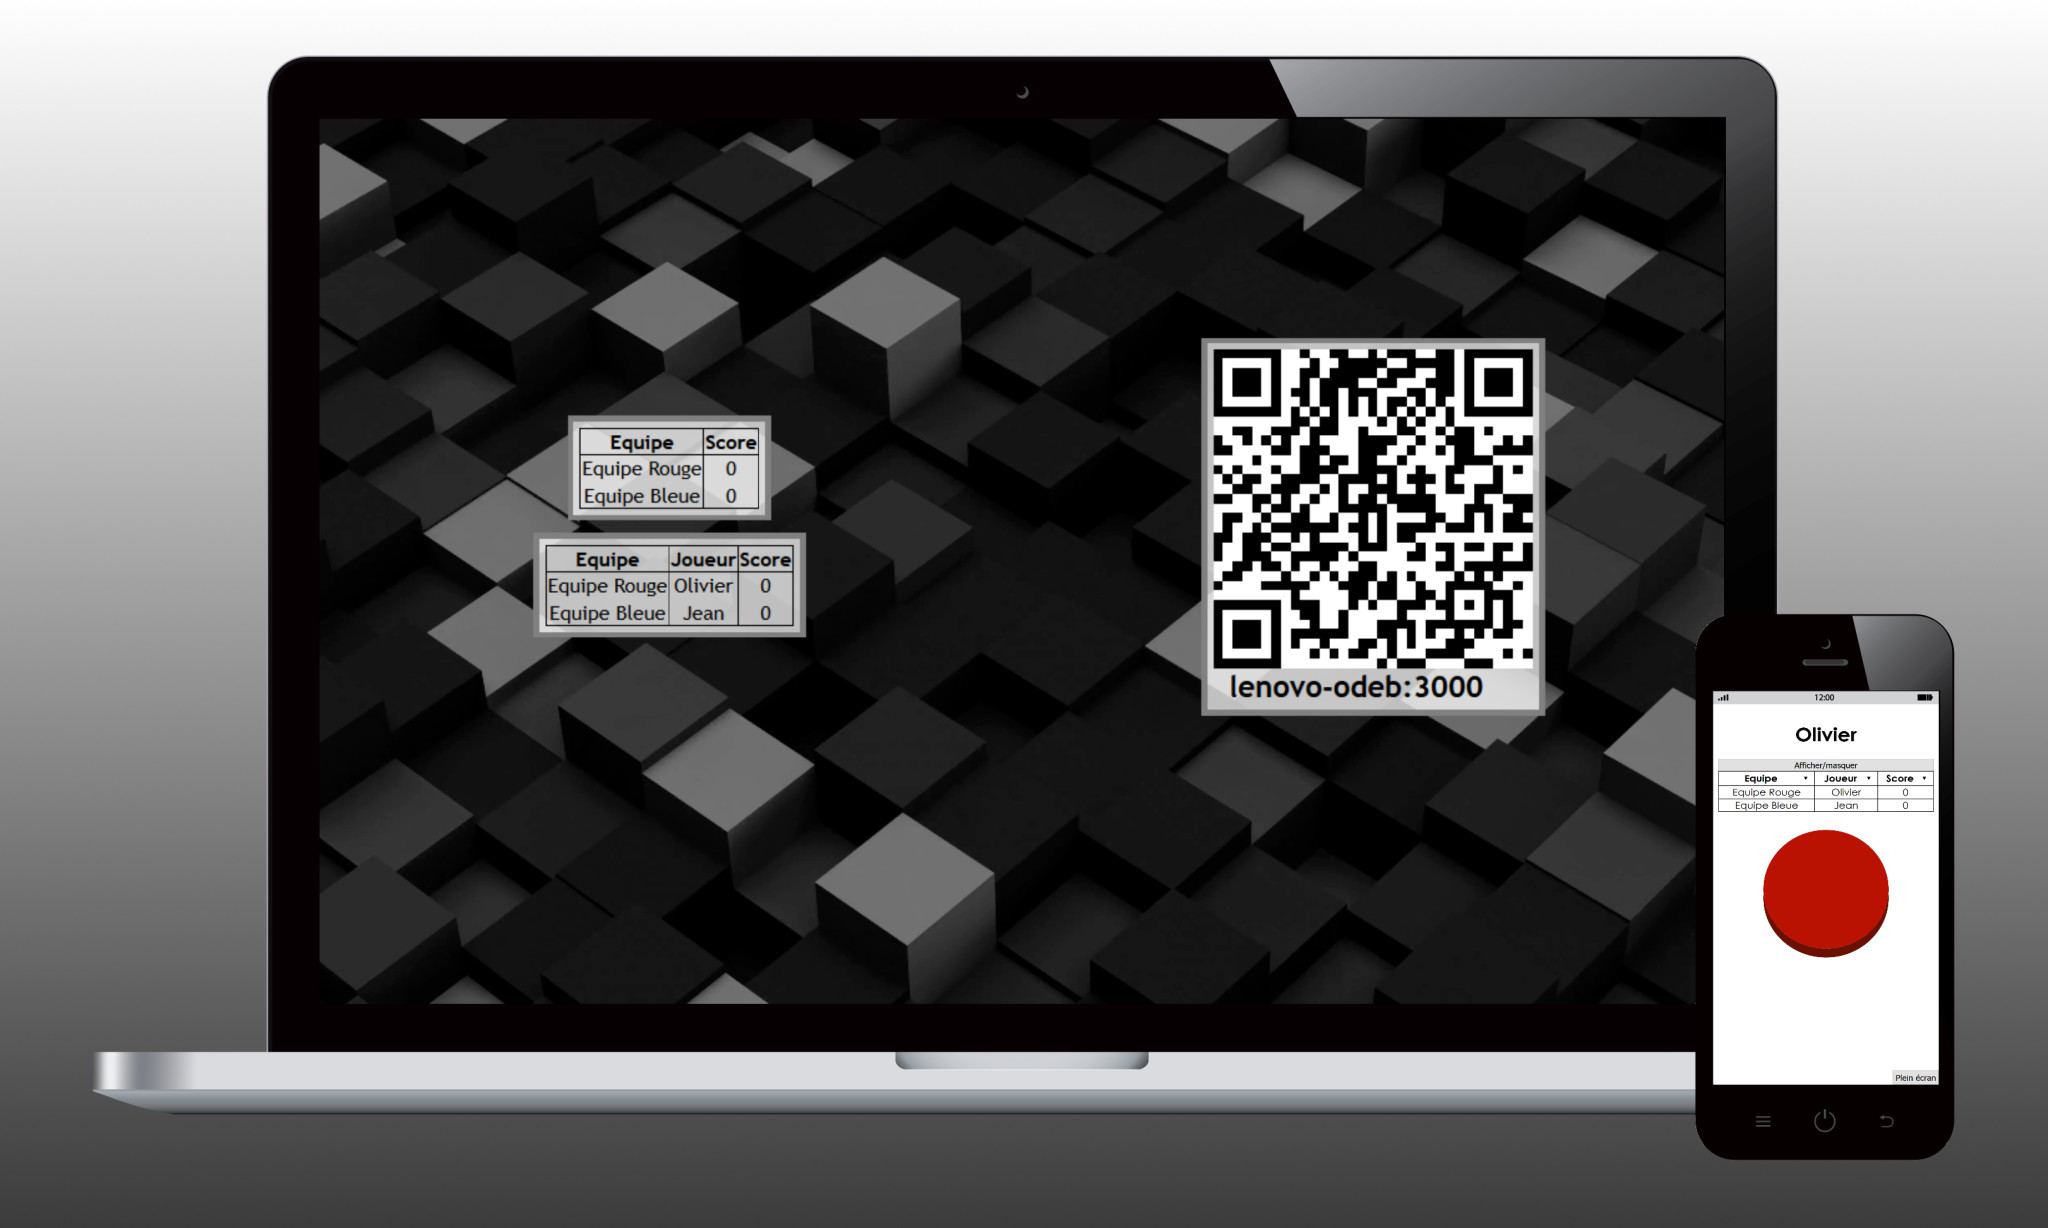 Equipe Score
Equipe Rouge 0
Equipe Bleue 0
Equipe Joueur Score
Equipe Rouge Olivier 0
Equipe Bleue Jean 0
lenovo-odeb:3000
12:00
Olivier
Afficher/masquer
Equipe Joueur Score
Equipe Rouge Olivier 0
Equipe Bleue Jean 0
Plein écran